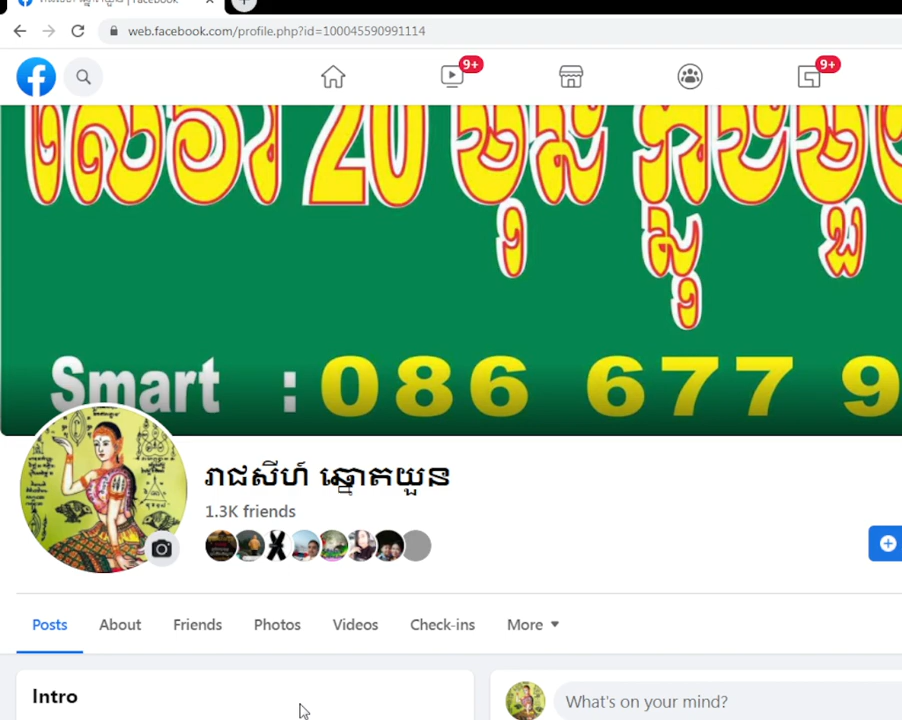 web.facebook.com/profile.php?id=100045590991114
9+
9+
20
Smart : 086 677 9
រាជសីហ៍ ឆ្នោតយួន
1.3K friends
Posts
About
Friends
Photos
Videos
Check-ins
More
Intro
What's on your mind?